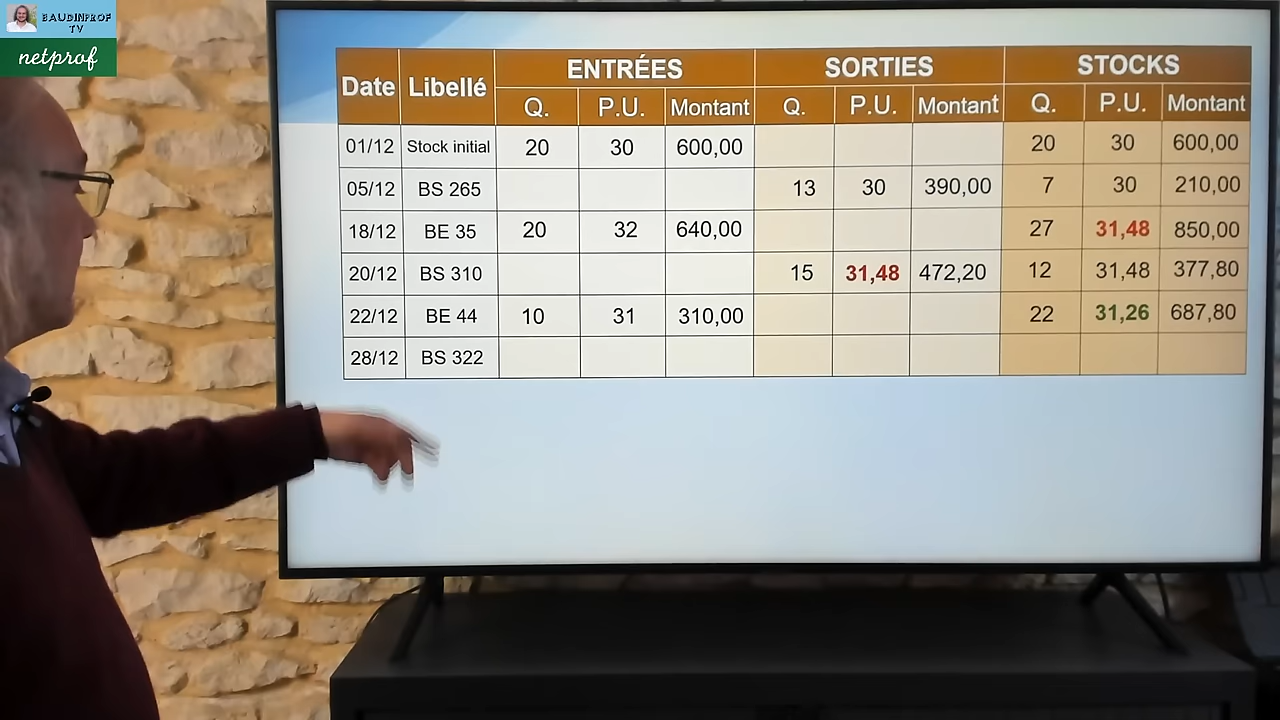 BAUDINPROF
TV
netprof
Date Libellé ENTRÉES SORTIES STOCKS
Q. P.U. Montant Q. P.U. Montant Q. P.U. Montant
01/12 Stock initial 20 30 600,00 20 30 600,00
05/12 BS 265 13 30 390,00 7 30 210,00
18/12 BE 35 20 32 640,00 27 31,48 850,00
20/12 BS 310 15 31,48 472,20 12 31,48 377,80
22/12 BE 44 10 31 310,00 22 31,26 687,80
28/12 BS 322